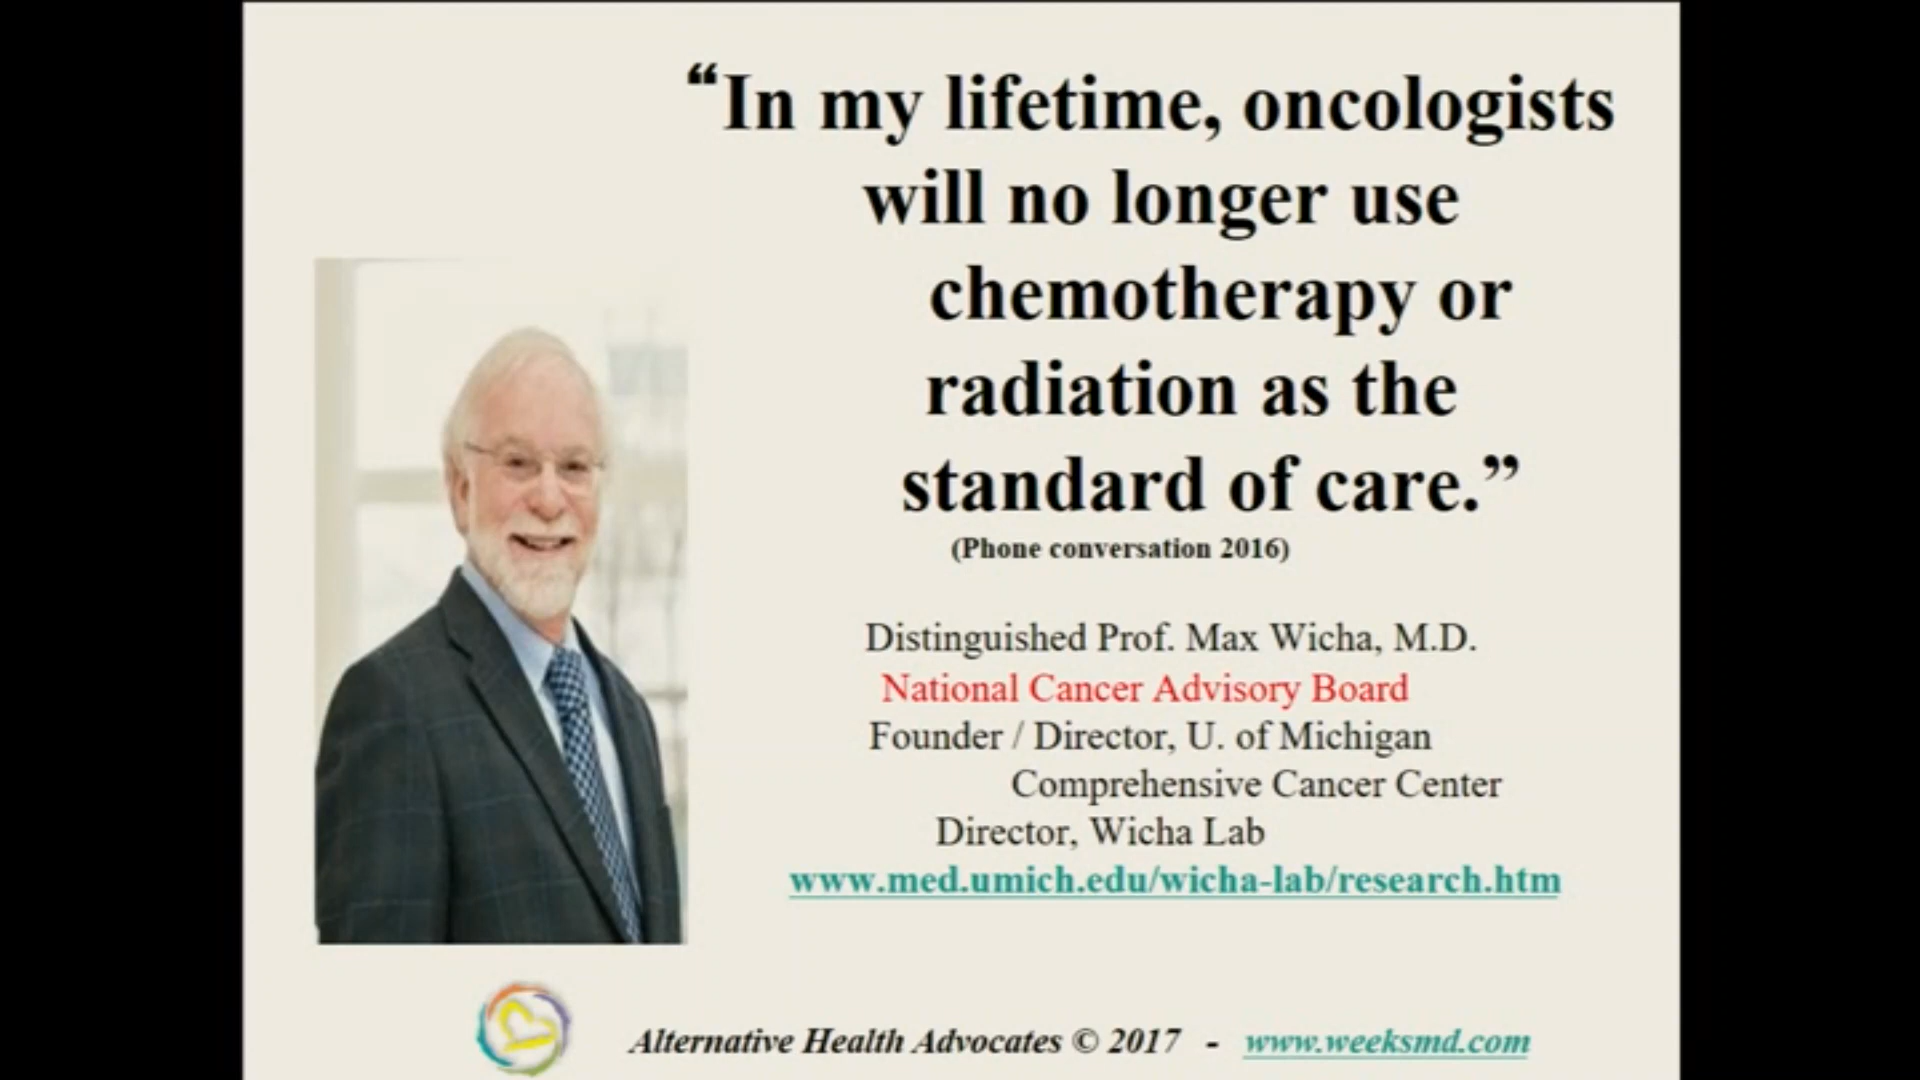 “In my lifetime, oncologists
will no longer use
chemotherapy or
radiation as the
standard of care.”
(Phone conversation 2016)
Distinguished Prof. Max Wicha, M.D.
National Cancer Advisory Board
Founder / Director, U. of Michigan
Comprehensive Cancer Center
Director, Wicha Lab
www.med.umich.edu/wicha-lab/research.htm
Alternative Health Advocates © 2017 - www.weeksmd.com